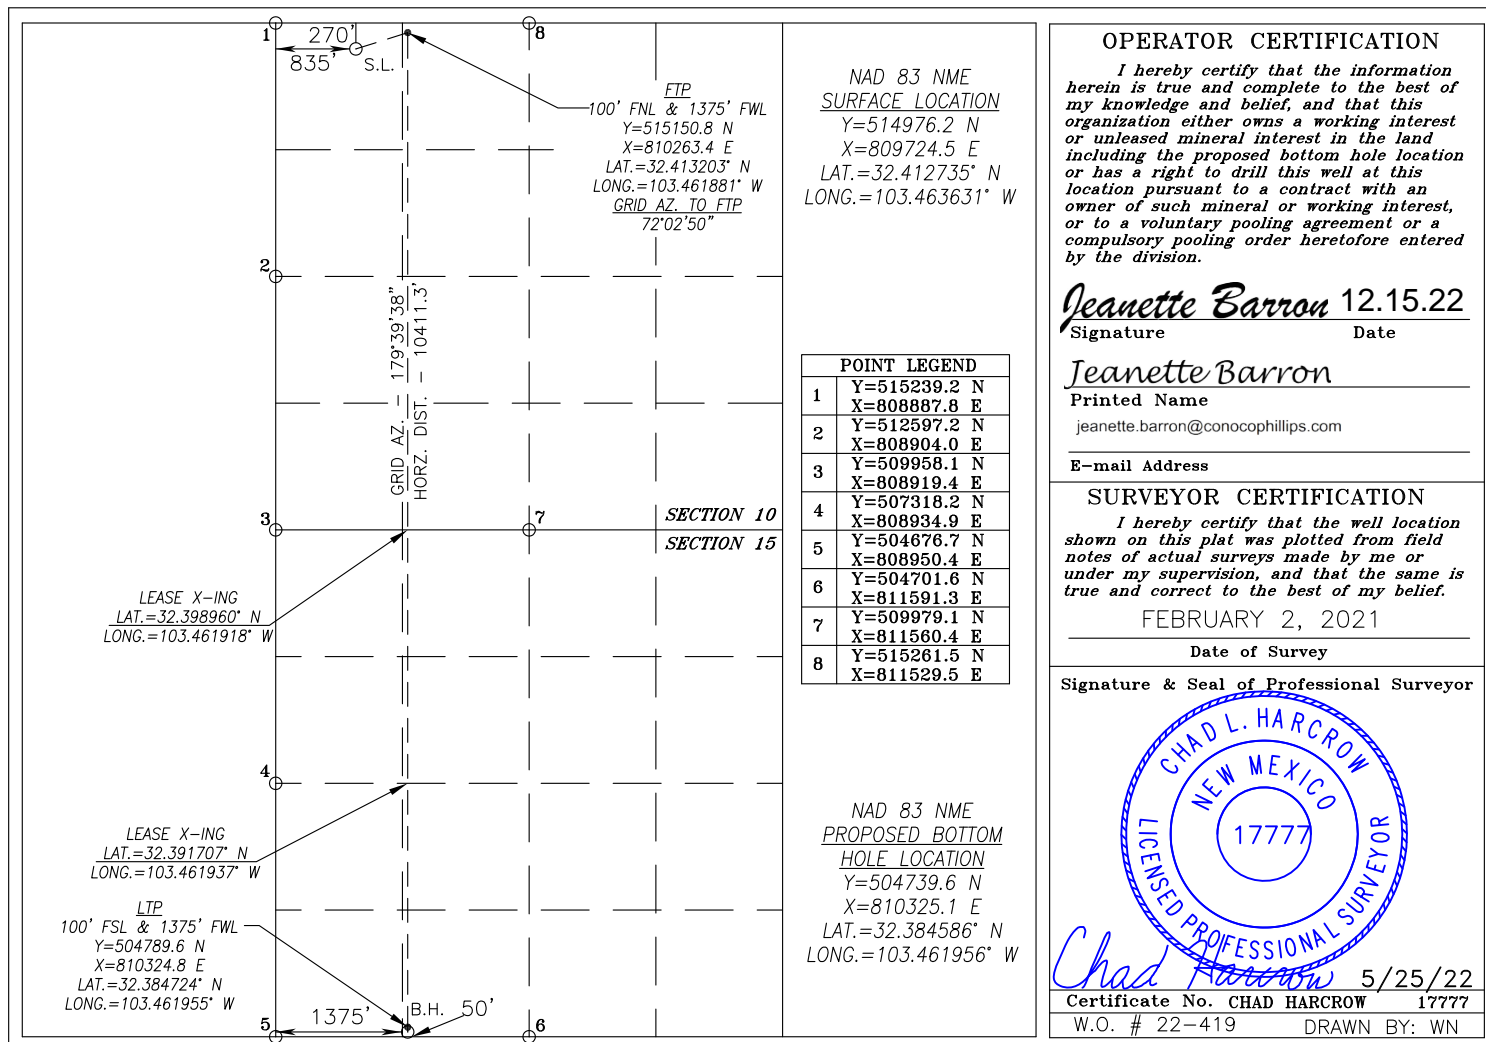 1
270'
8
835'
S.L.
FTP
100' FNL & 1375' FWL
Y=515150.8 N
X=810263.4 E
LAT.=32.413203° N
LONG.=103.461881° W
GRID AZ. TO FTP
72°02'50"
2
GRID AZ. - 179°39'38"
HORZ. DIST. - 10411.3'
3
7
SECTION 10
SECTION 15
LEASE X-ING
LAT.=32.398960° N
LONG.=103.461918° W
4
LEASE X-ING
LAT.=32.391707° N
LONG.=103.461937° W
LTP
100' FSL & 1375' FWL
Y=504789.6 N
X=810324.8 E
LAT.=32.384724° N
LONG.=103.461955° W
5
1375'
B.H.
50'
6
NAD 83 NME
SURFACE LOCATION
Y=514976.2 N
X=809724.5 E
LAT.=32.412735° N
LONG.=103.463631° W
POINT LEGEND
1 Y=515239.2 N
X=808887.8 E
2 Y=512597.2 N
X=808904.0 E
3 Y=509958.1 N
X=808919.4 E
4 Y=507318.2 N
X=808934.9 E
5 Y=504676.7 N
X=808950.4 E
6 Y=504701.6 N
X=811591.3 E
7 Y=509979.1 N
X=811560.4 E
8 Y=515261.5 N
X=811529.5 E
NAD 83 NME
PROPOSED BOTTOM
HOLE LOCATION
Y=504739.6 N
X=810325.1 E
LAT.=32.384586° N
LONG.=103.461956° W
OPERATOR CERTIFICATION
I hereby certify that the information
herein is true and complete to the best of
my knowledge and belief, and that this
organization either owns a working interest
or unleased mineral interest in the land
including the proposed bottom hole location
or has a right to drill this well at this
location pursuant to a contract with an
owner of such mineral or working interest,
or to a voluntary pooling agreement or a
compulsory pooling order heretofore entered
by the division.
Jeanette Barron 12.15.22
Signature Date
Jeanette Barron
Printed Name
jeanette.barron@conocophillips.com
E-mail Address
SURVEYOR CERTIFICATION
I hereby certify that the well location
shown on this plat was plotted from field
notes of actual surveys made by me or
under my supervision, and that the same is
true and correct to the best of my belief.
FEBRUARY 2, 2021
Date of Survey
Signature & Seal of Professional Surveyor
CHAD L. HARCROW
NEW MEXICO
17777
LICENSED PROFESSIONAL SURVEYOR
Chad Harcrow 5/25/22
Certificate No. CHAD HARCROW 17777
W.O. # 22-419 DRAWN BY: WN